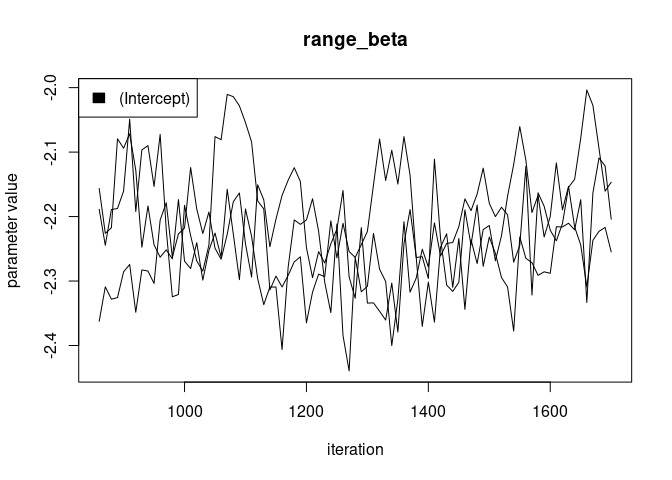 range_beta
(Intercept)
-2.0
-2.1
-2.2
-2.3
-2.4
parameter value
1000 1200 1400 1600
iteration